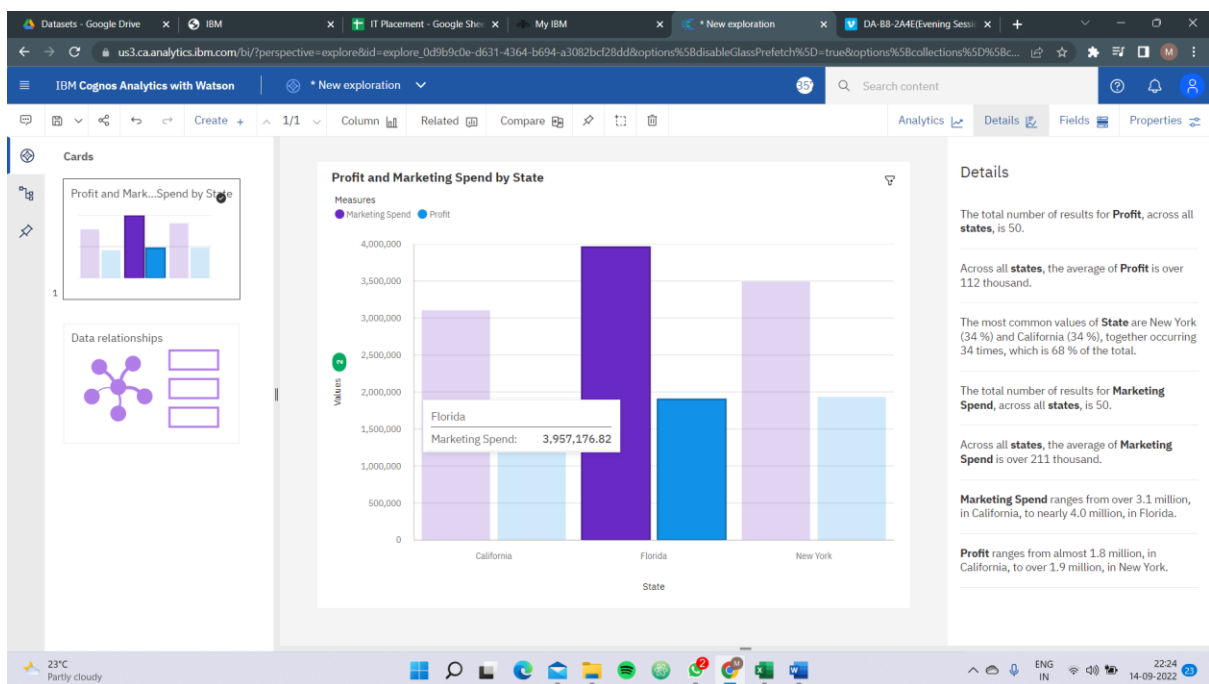 Datasets - Google Drive
IBM
IT Placement - Google Shee
My IBM
* New exploration
DA-BB-2A4E(Evening Sessi
us3.ca.analytics.ibm.com/bi/?perspective=explore&id=explore_0d9b9c0e-d631-4364-b694-a3082bcf28dd&options%5BdisableGlassPrefetch%5D=true&options%5Bcollections%5D%5Bc...
M
IBM Cognos Analytics with Watson
* New exploration
Search content
Create +
1/1
Column
Related
Compare
Analytics
Details
Fields
Properties
Cards
Profit and Mark...Spend by State
1
Data relationships
Profit and Marketing Spend by State
Measures
Marketing Spend
Profit
4,000,000
3,500,000
3,000,000
2,500,000
2,000,000
1,500,000
1,000,000
500,000
0
Values
2
Florida
Marketing Spend: 3,957,176.82
California
Florida
New York
State
Details
The total number of results for Profit, across all
states, is 50.
Across all states, the average of Profit is over
112 thousand.
The most common values of State are New York
(34 %) and California (34 %), together occurring
34 times, which is 68 % of the total.
The total number of results for Marketing
Spend, across all states, is 50.
Across all states, the average of Marketing
Spend is over 211 thousand.
Marketing Spend ranges from over 3.1 million,
in California, to nearly 4.0 million, in Florida.
Profit ranges from almost 1.8 million, in
California, to over 1.9 million, in New York.
23°C
Partly cloudy
2
ENG
IN
22:24
14-09-2022
23